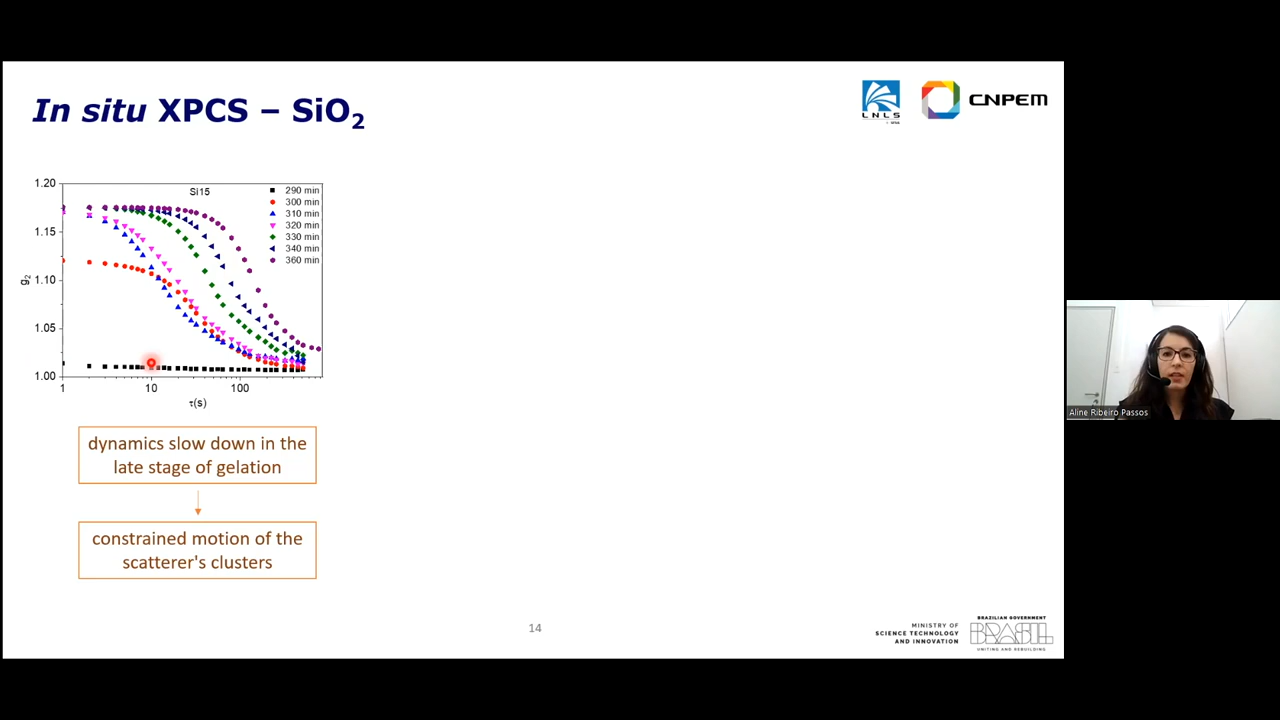 In situ XPCS – SiO2
LNLS
CNPEM
Si15
290 min
300 min
310 min
320 min
330 min
340 min
360 min
1.20
1.15
1.10
1.05
1.00
g2
1
10
100
τ(s)
dynamics slow down in the
late stage of gelation
constrained motion of the
scatterer's clusters
14
MINISTRY OF
SCIENCE TECHNOLOGY
AND INNOVATION
BRAZILIAN GOVERNMENT
BRASIL
UNITING AND REBUILDING
Aline Ribeiro Passos